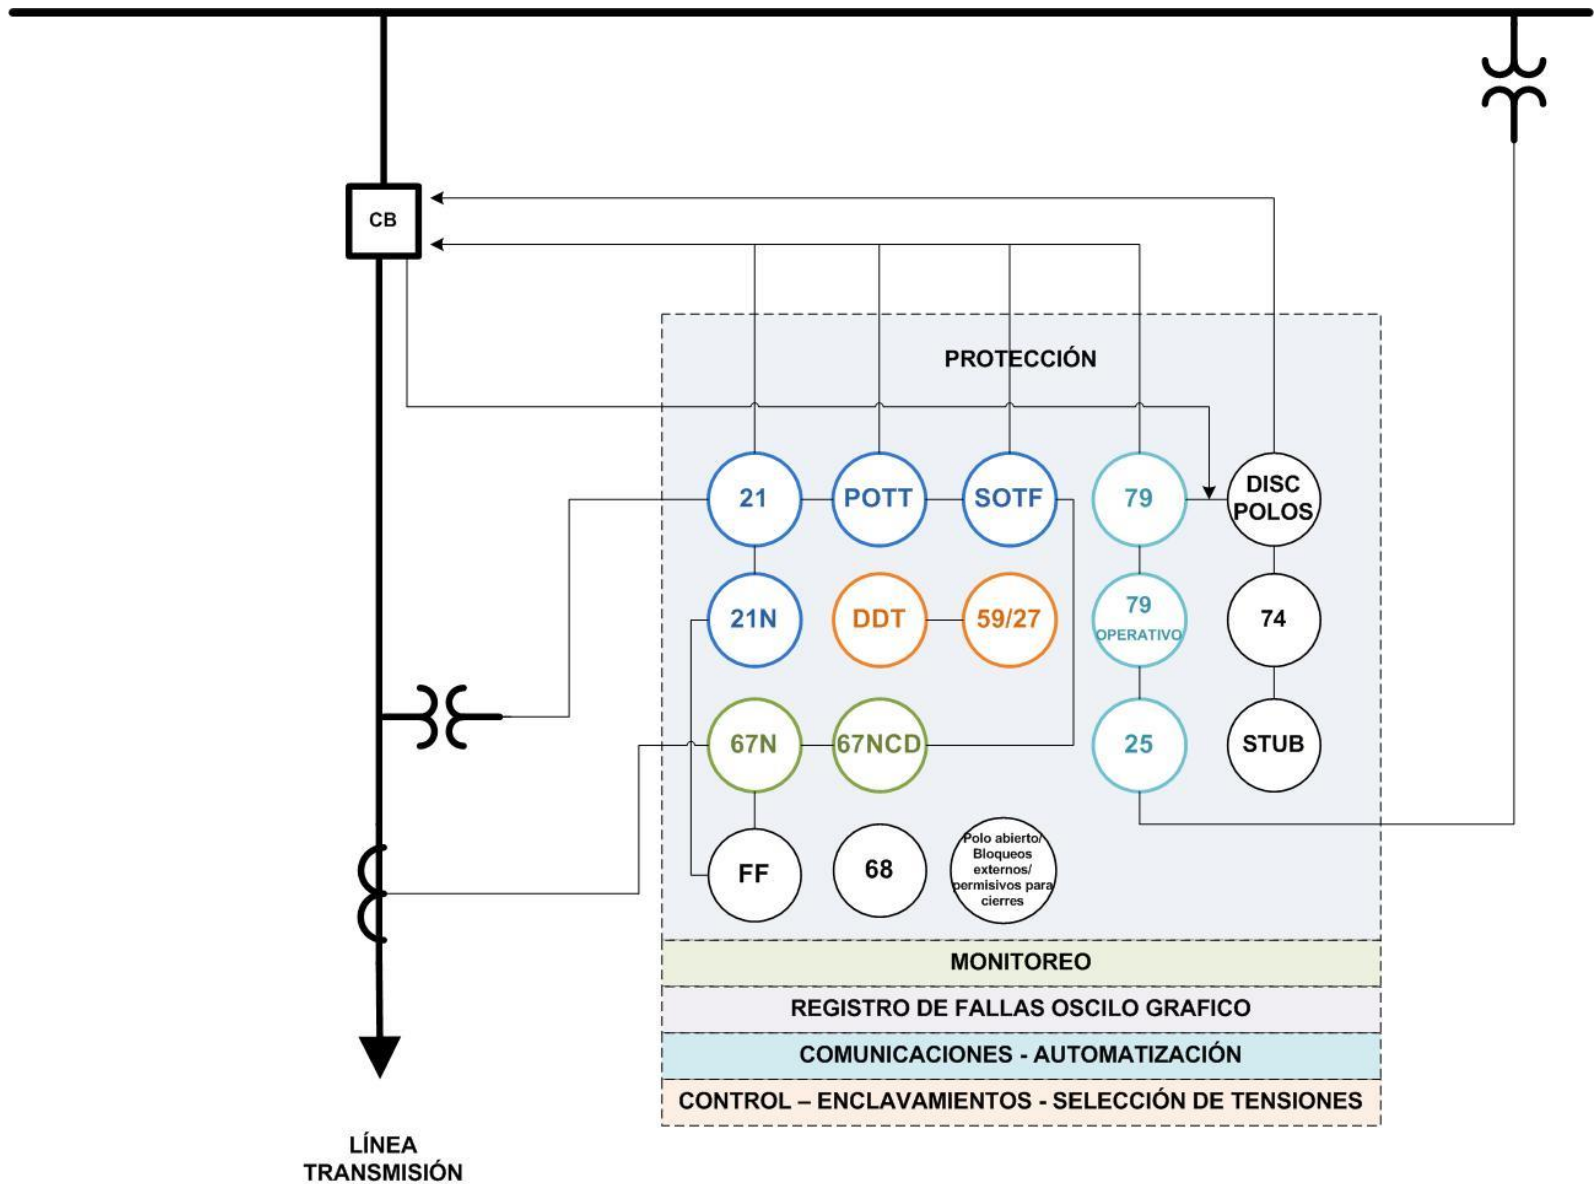 CB
PROTECCIÓN
21
POTT
SOTF
79
DISC
POLOS
21N
DDT
59/27
79
OPERATIVO
74
67N
67NCD
25
STUB
FF
68
Polo abierto/
Bloqueos
externos/
permisivos para
cierres
MONITOREO
REGISTRO DE FALLAS OSCILO GRAFICO
COMUNICACIONES - AUTOMATIZACIÓN
CONTROL – ENCLAVAMIENTOS - SELECCIÓN DE TENSIONES
LÍNEA
TRANSMISIÓN